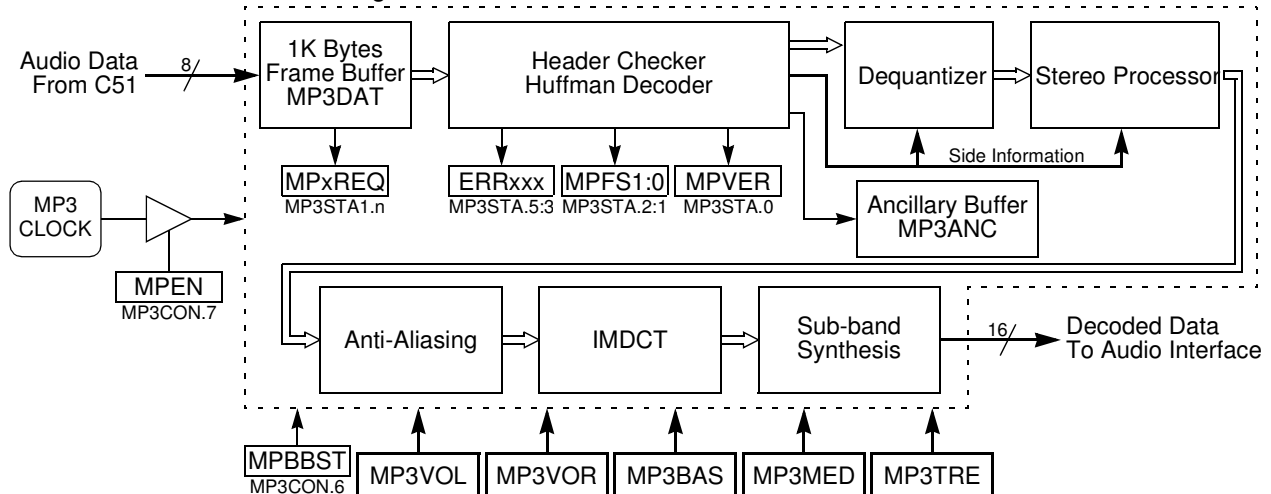 1K Bytes
Frame Buffer
MP3DAT
Header Checker
Huffman Decoder
Dequantizer
Stereo Processor
Audio Data
From C51
8
Side Information
MPxREQ
MP3STA1.n
ERRxxx
MP3STA.5:3
MPFS1:0
MP3STA.2:1
MPVER
MP3STA.0
Ancillary Buffer
MP3ANC
MP3
CLOCK
MPEN
MP3CON.7
Anti-Aliasing
IMDCT
Sub-band
Synthesis
16
Decoded Data
To Audio Interface
MPBBST
MP3CON.6
MP3VOL
MP3VOR
MP3BAS
MP3MED
MP3TRE